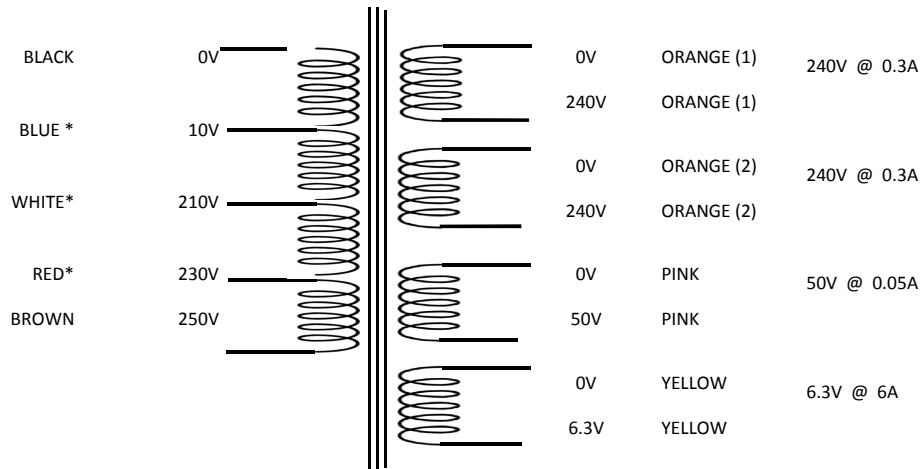 BLACK 0V 0V ORANGE (1) 240V @ 0.3A
240V ORANGE (1)
BLUE * 10V
0V ORANGE (2) 240V @ 0.3A
WHITE* 210V 240V ORANGE (2)
RED* 230V 0V PINK 50V @ 0.05A
BROWN 250V 50V PINK
0V YELLOW 6.3V @ 6A
6.3V YELLOW